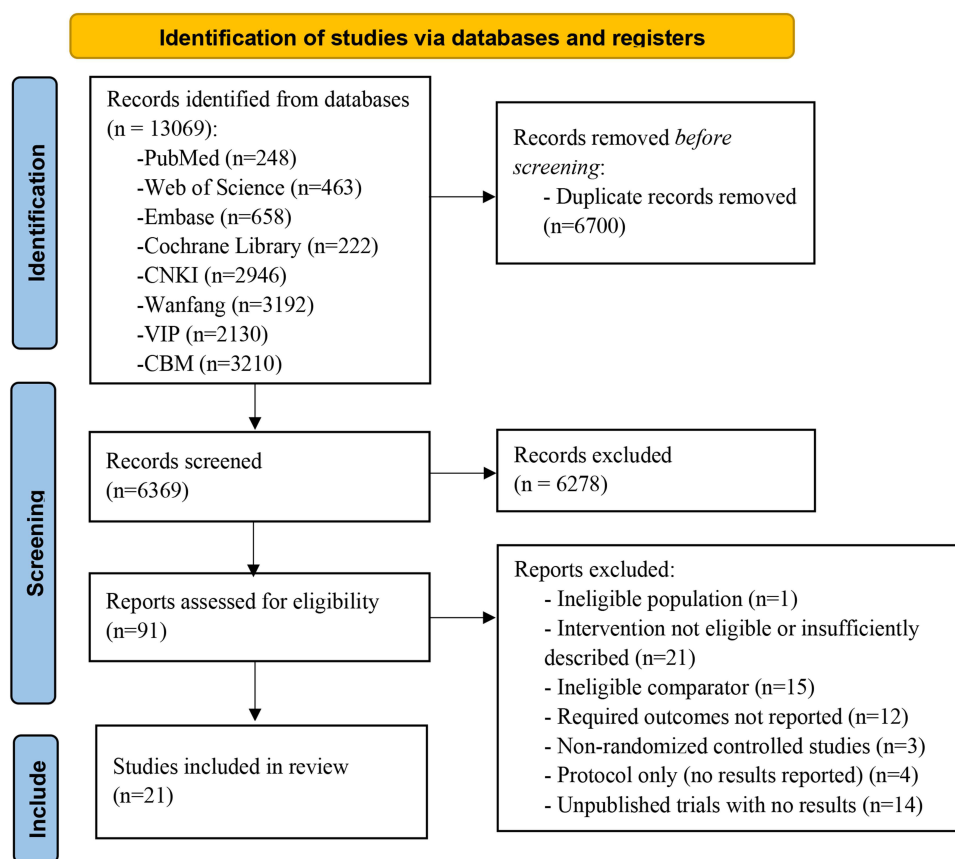 Identification of studies via databases and registers
Identification
Records identified from databases
(n = 13069):
-PubMed (n=248)
-Web of Science (n=463)
-Embase (n=658)
-Cochrane Library (n=222)
-CNKI (n=2946)
-Wanfang (n=3192)
-VIP (n=2130)
-CBM (n=3210)
Records removed before
screening:
- Duplicate records removed
(n=6700)
Screening
Records screened
(n=6369)
Records excluded
(n = 6278)
Reports assessed for eligibility
(n=91)
Reports excluded:
- Ineligible population (n=1)
- Intervention not eligible or insufficiently
described (n=21)
- Ineligible comparator (n=15)
- Required outcomes not reported (n=12)
- Non-randomized controlled studies (n=3)
- Protocol only (no results reported) (n=4)
- Unpublished trials with no results (n=14)
Include
Studies included in review
(n=21)